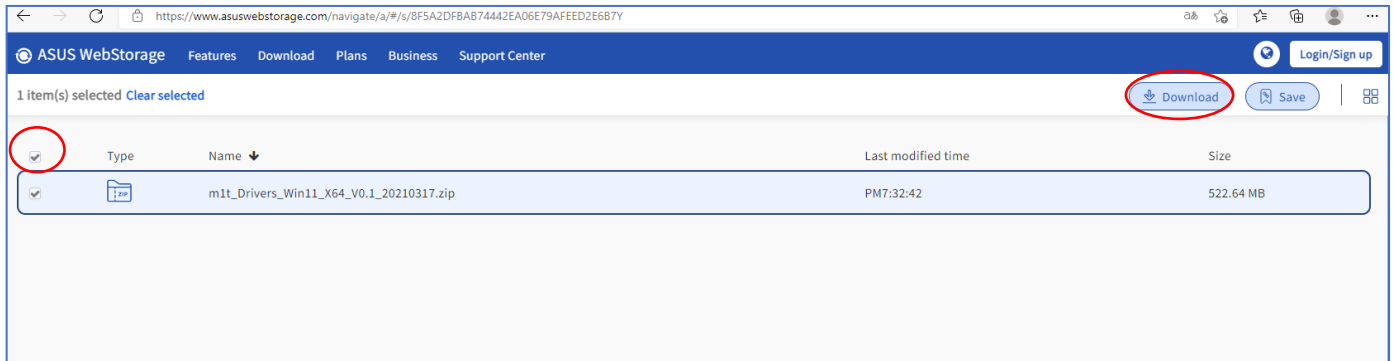 https://www.asuswebstorage.com/navigate/a/#/s/8F5A2DFBAB74442EA06E79AFEED2E6B7Y
ASUS WebStorage Features Download Plans Business Support Center Login/Sign up
1 item(s) selected Clear selected Download Save
Type Name Last modified time Size
ZIP m1t_Drivers_Win11_X64_V0.1_20210317.zip PM7:32:42 522.64 MB